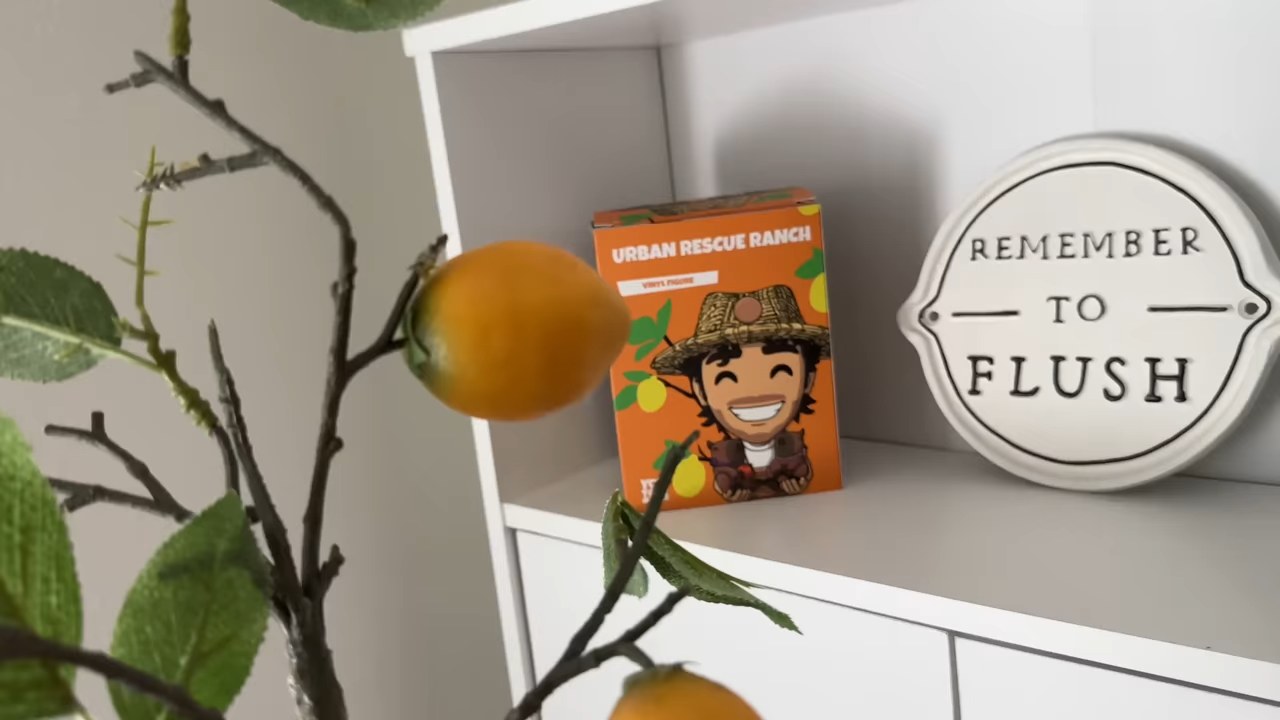 URBAN RESCUE RANCH
VINYL FIGURE
REMEMBER
TO
FLUSH